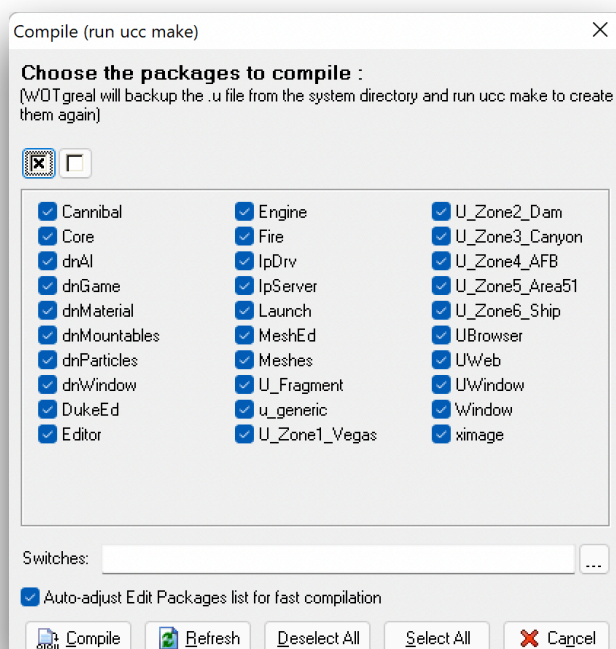 Compile (run ucc make)
Choose the packages to compile :
(WOTgreal will backup the .u file from the system directory and run ucc make to create
them again)
Cannibal
Core
dnAI
dnGame
dnMaterial
dnMountables
dnParticles
dnWindow
DukeEd
Editor
Engine
Fire
IpDrv
IpServer
Launch
MeshEd
Meshes
U_Fragment
u_generic
U_Zone1_Vegas
U_Zone2_Dam
U_Zone3_Canyon
U_Zone4_AFB
U_Zone5_Area51
U_Zone6_Ship
UBrowser
UWeb
UWindow
Window
ximage
Switches:
...
Auto-adjust Edit Packages list for fast compilation
Compile Refresh Deselect All Select All Cancel